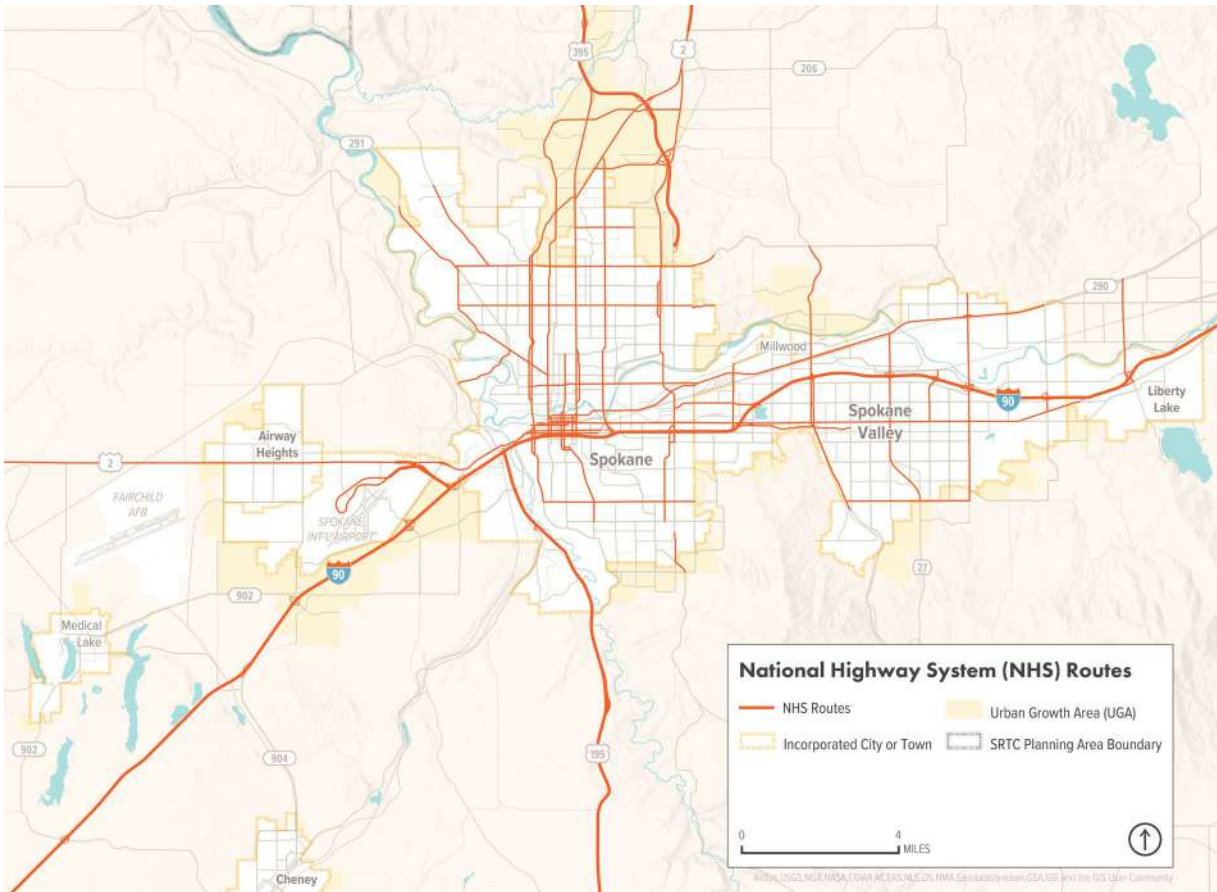 395
2
206
291
290
Millwood
90
Liberty
Lake
Spokane
Valley
Airway
Heights
Spokane
2
FAIRCHILD
AFB
SPOKANE
INT'L AIRPORT
90
27
902
Medical
Lake
902
904
195
Cheney
National Highway System (NHS) Routes
NHS Routes
Urban Growth Area (UGA)
Incorporated City or Town
SRTC Planning Area Boundary
0 4
MILES